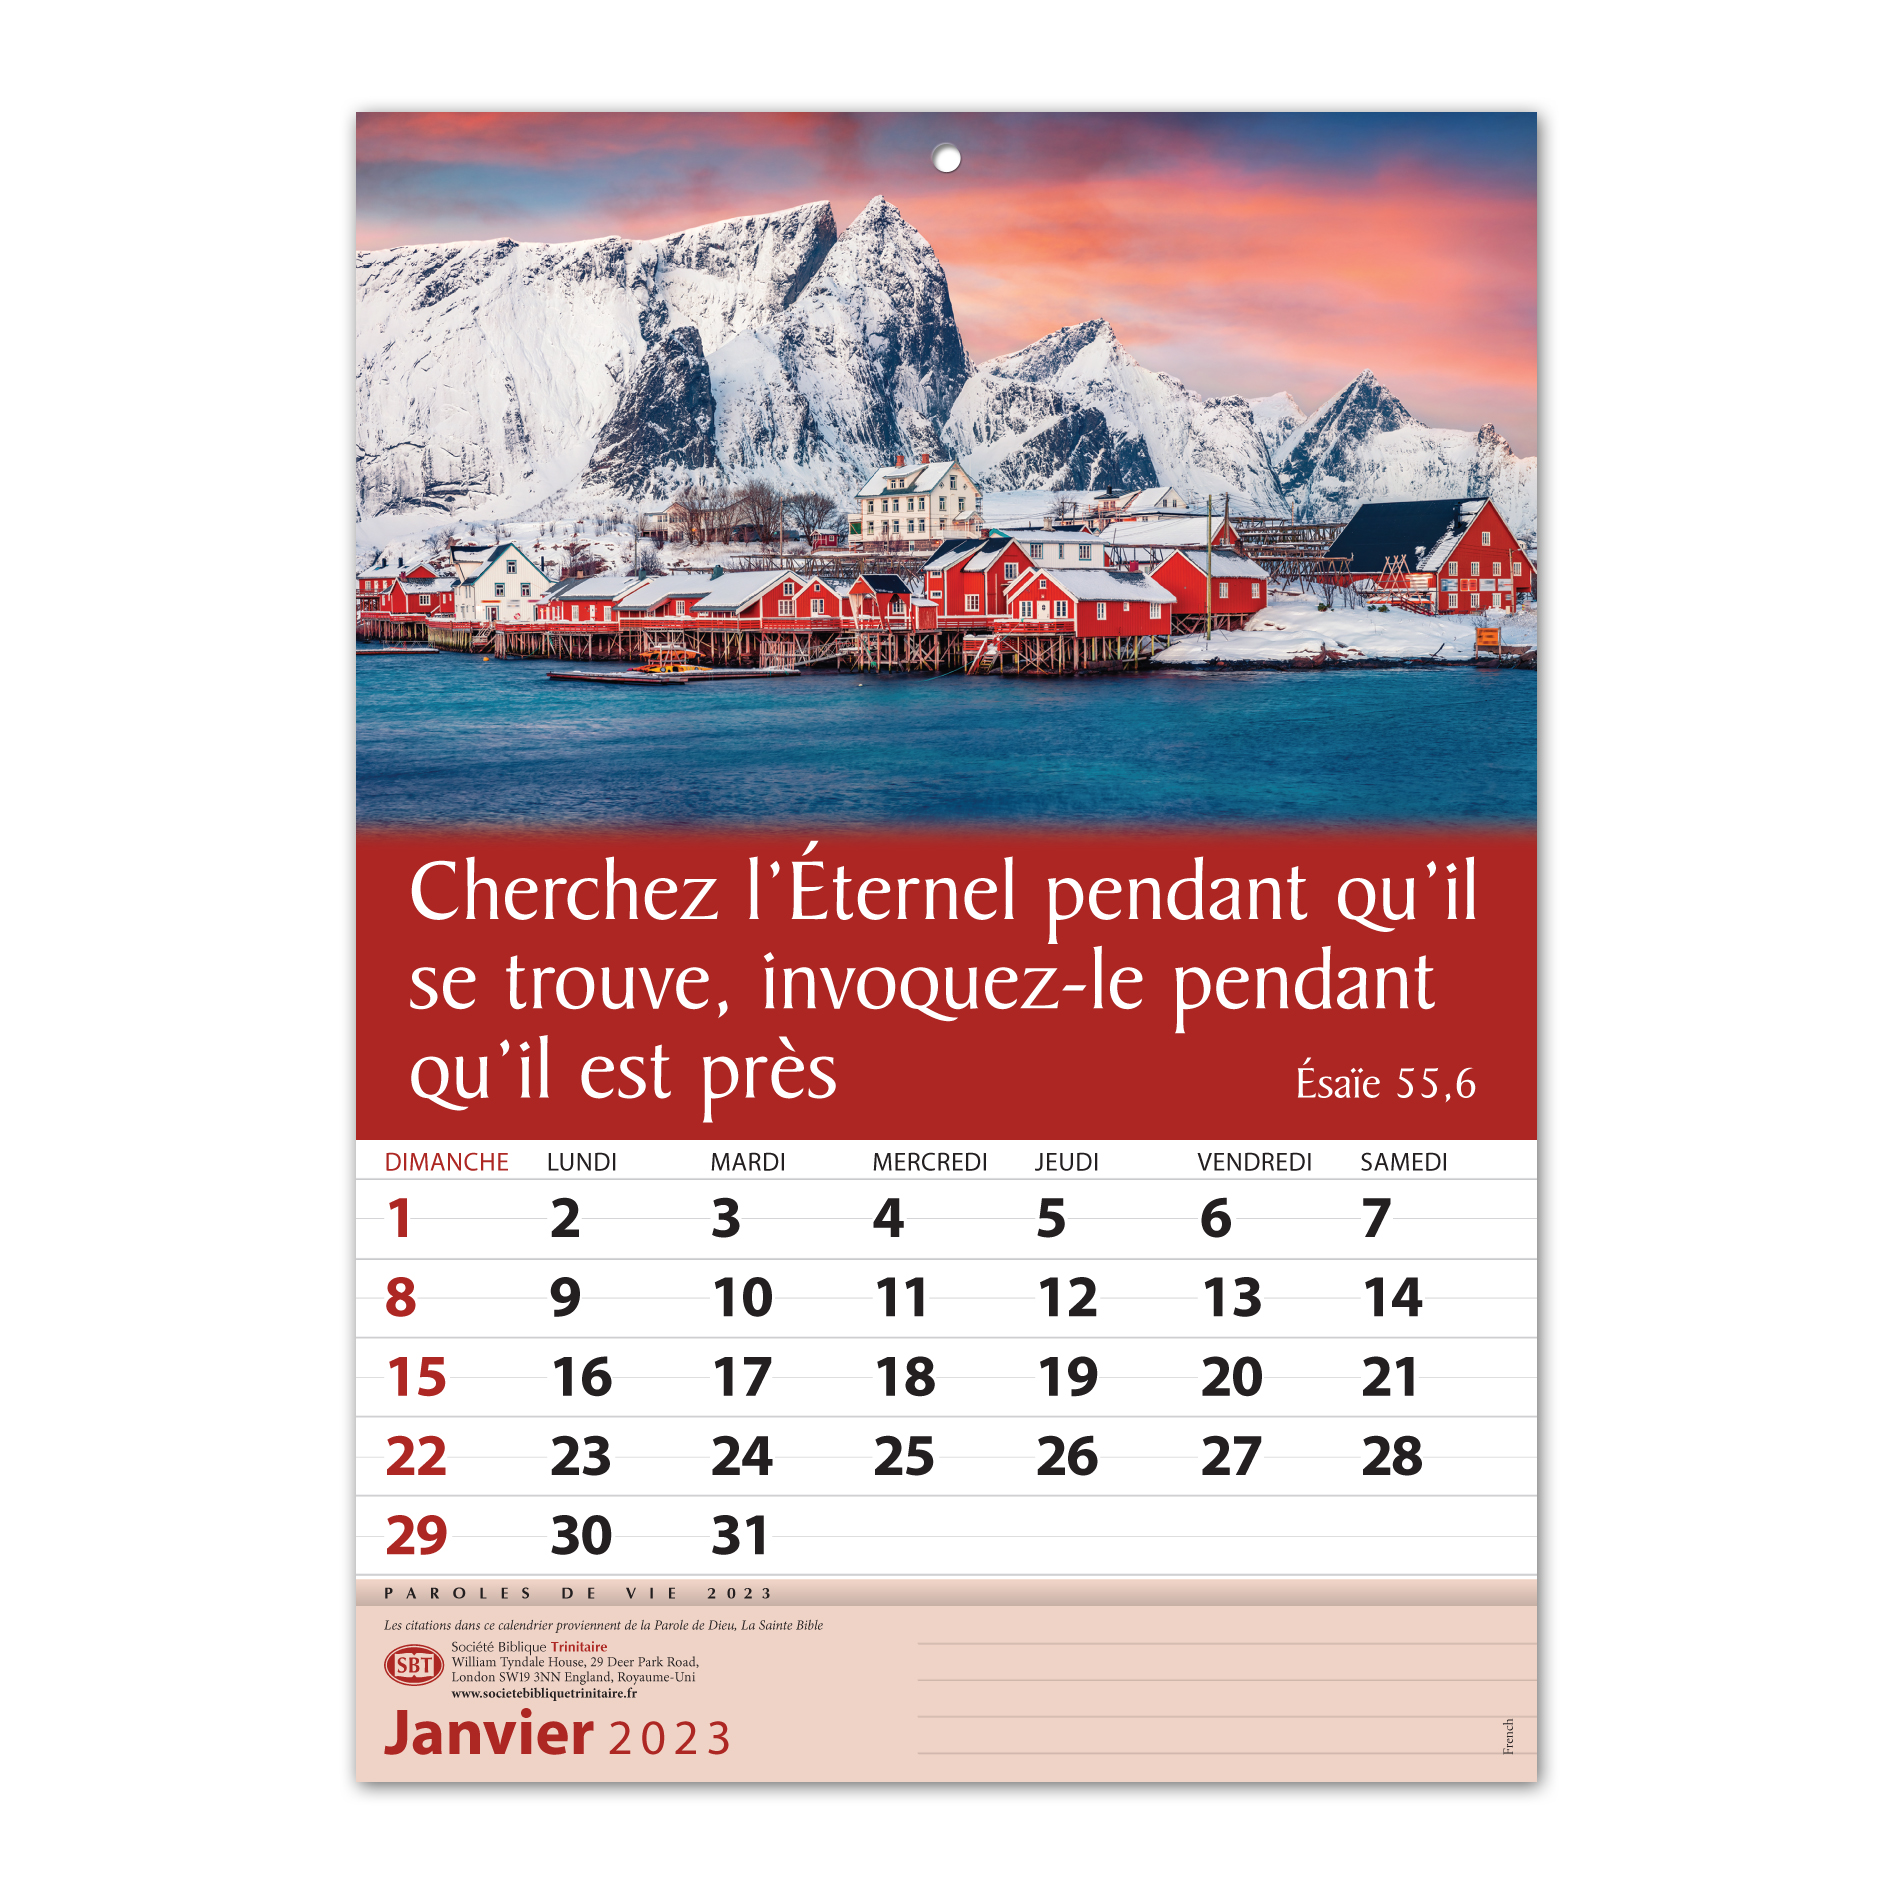 Cherchez l’Éternel pendant qu’il
se trouve, invoquez-le pendant
qu’il est près
Ésaïe 55,6
DIMANCHE LUNDI MARDI MERCREDI JEUDI VENDREDI SAMEDI
1 2 3 4 5 6 7
8 9 10 11 12 13 14
15 16 17 18 19 20 21
22 23 24 25 26 27 28
29 30 31
PAROLES DE VIE 2023
Les citations dans ce calendrier proviennent de la Parole de Dieu, La Sainte Bible
SBT
Société Biblique Trinitaire
William Tyndale House, 29 Deer Park Road,
London SW19 3NN England, Royaume-Uni
www.societebibliquetrinitaire.fr
Janvier 2023
French